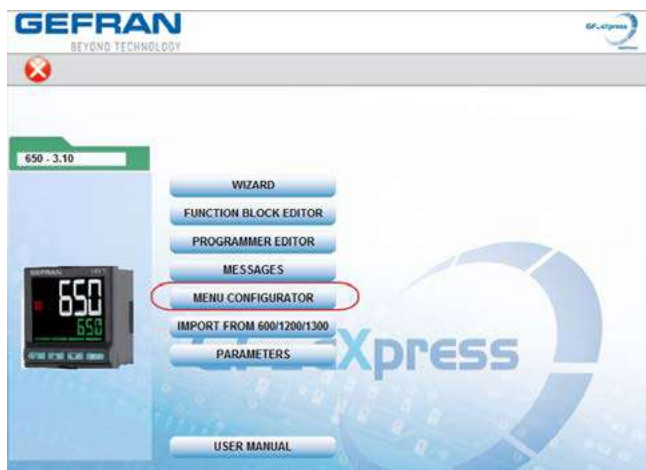 GEFRAN
BEYOND TECHNOLOGY
GF_eXpress
650 - 3.10
WIZARD
FUNCTION BLOCK EDITOR
PROGRAMMER EDITOR
MESSAGES
MENU CONFIGURATOR
IMPORT FROM 600/1200/1300
PARAMETERS
USER MANUAL
GEFRAN
650
650
Xpress